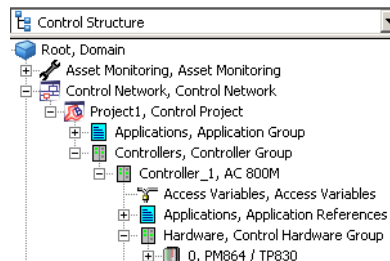 Control Structure
Root, Domain
Asset Monitoring, Asset Monitoring
Control Network, Control Network
Project1, Control Project
Applications, Application Group
Controllers, Controller Group
Controller_1, AC 800M
Access Variables, Access Variables
Applications, Application References
Hardware, Control Hardware Group
0, PM864 / TP830